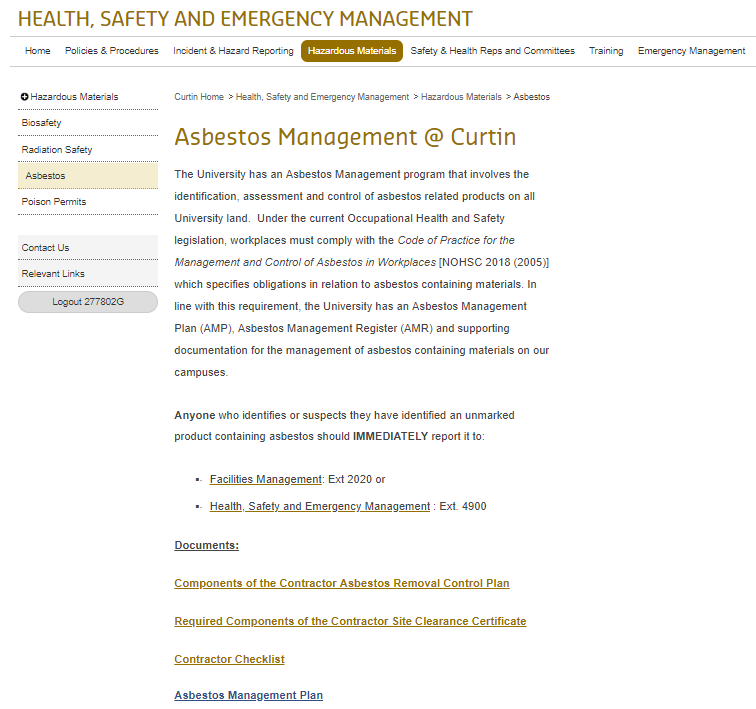 HEALTH, SAFETY AND EMERGENCY MANAGEMENT
Home Policies & Procedures Incident & Hazard Reporting Hazardous Materials Safety & Health Reps and Committees Training Emergency Management
Hazardous Materials
Biosafety
Radiation Safety
Asbestos
Poison Permits
Contact Us
Relevant Links
Logout 277802G
Curtin Home > Health, Safety and Emergency Management > Hazardous Materials > Asbestos
Asbestos Management @ Curtin
The University has an Asbestos Management program that involves the
identification, assessment and control of asbestos related products on all
University land. Under the current Occupational Health and Safety
legislation, workplaces must comply with the Code of Practice for the
Management and Control of Asbestos in Workplaces [NOHSC 2018 (2005)]
which specifies obligations in relation to asbestos containing materials. In
line with this requirement, the University has an Asbestos Management
Plan (AMP), Asbestos Management Register (AMR) and supporting
documentation for the management of asbestos containing materials on our
campuses.
Anyone who identifies or suspects they have identified an unmarked
product containing asbestos should IMMEDIATELY report it to:
Facilities Management: Ext 2020 or
Health, Safety and Emergency Management : Ext. 4900
Documents:
Components of the Contractor Asbestos Removal Control Plan
Required Components of the Contractor Site Clearance Certificate
Contractor Checklist
Asbestos Management Plan